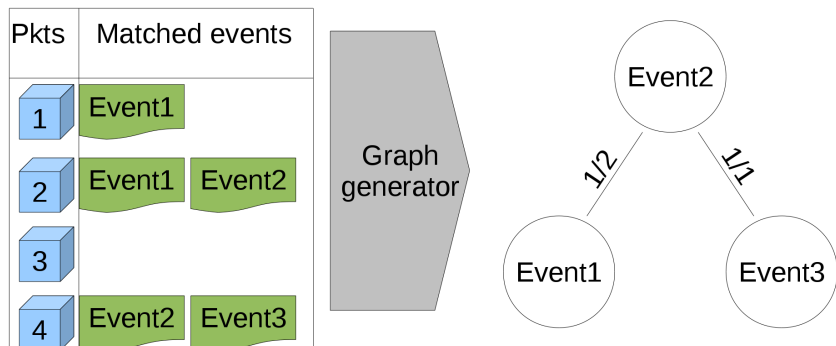 Pkts Matched events
1 Event1
2 Event1 Event2
3
4 Event2 Event3
Graph
generator
Event2
1/2 1/1
Event1 Event3